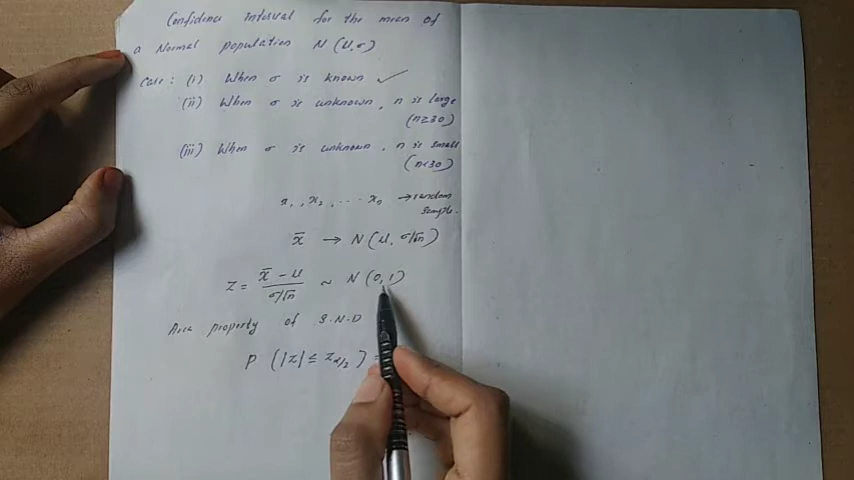 Confidence Interval for the mean of
a Normal population N(μ,σ)
Case: (i) When σ is known ✓
(ii) When σ is unknown, n is large
(n≥30)
(iii) When σ is unknown, n is small
(n<30)
x₁, x₂, ... xₙ → random
sample.
x̄ → N(μ, σ/√n)
Z = (x̄ - μ)/(σ/√n) ~ N(0,1)
Area property of S.N.D
P(|Z| ≤ Z_{α/2}) =